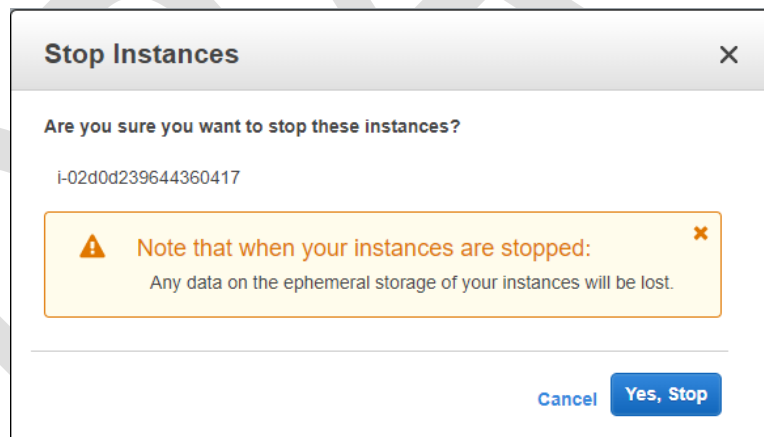 Stop Instances
Are you sure you want to stop these instances?
i-02d0d239644360417
Note that when your instances are stopped:
Any data on the ephemeral storage of your instances will be lost.
Cancel
Yes, Stop